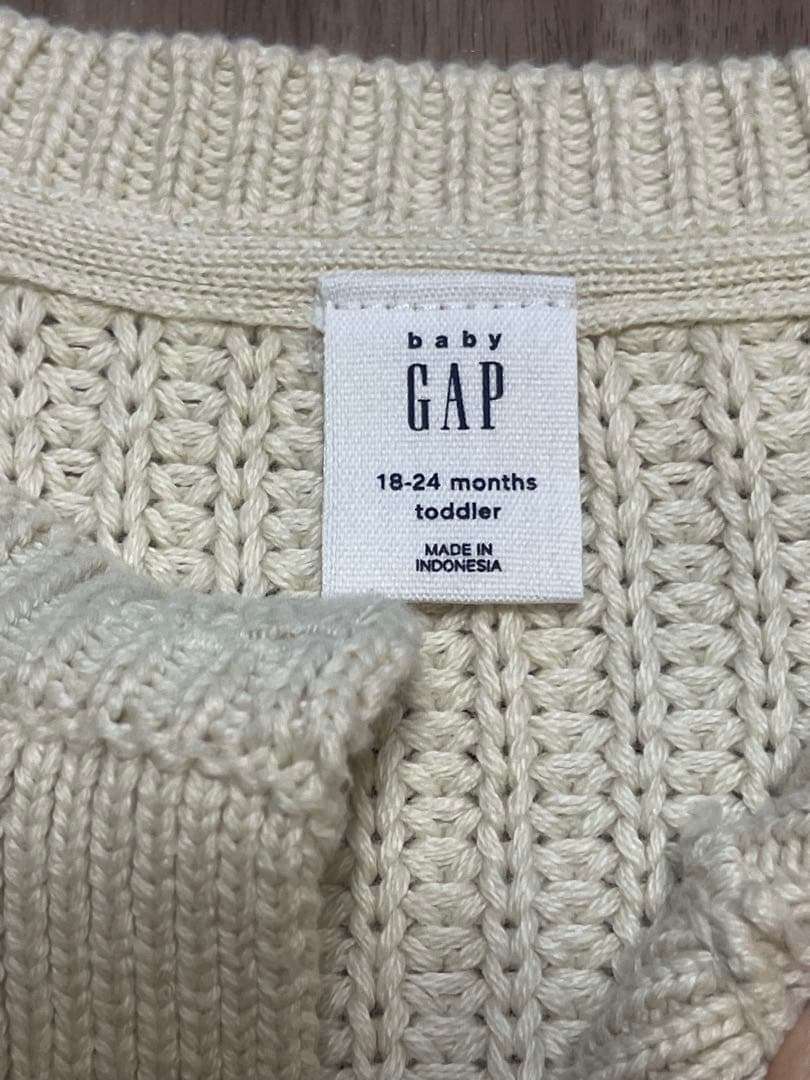 baby
GAP
18-24 months
toddler
MADE IN
INDONESIA